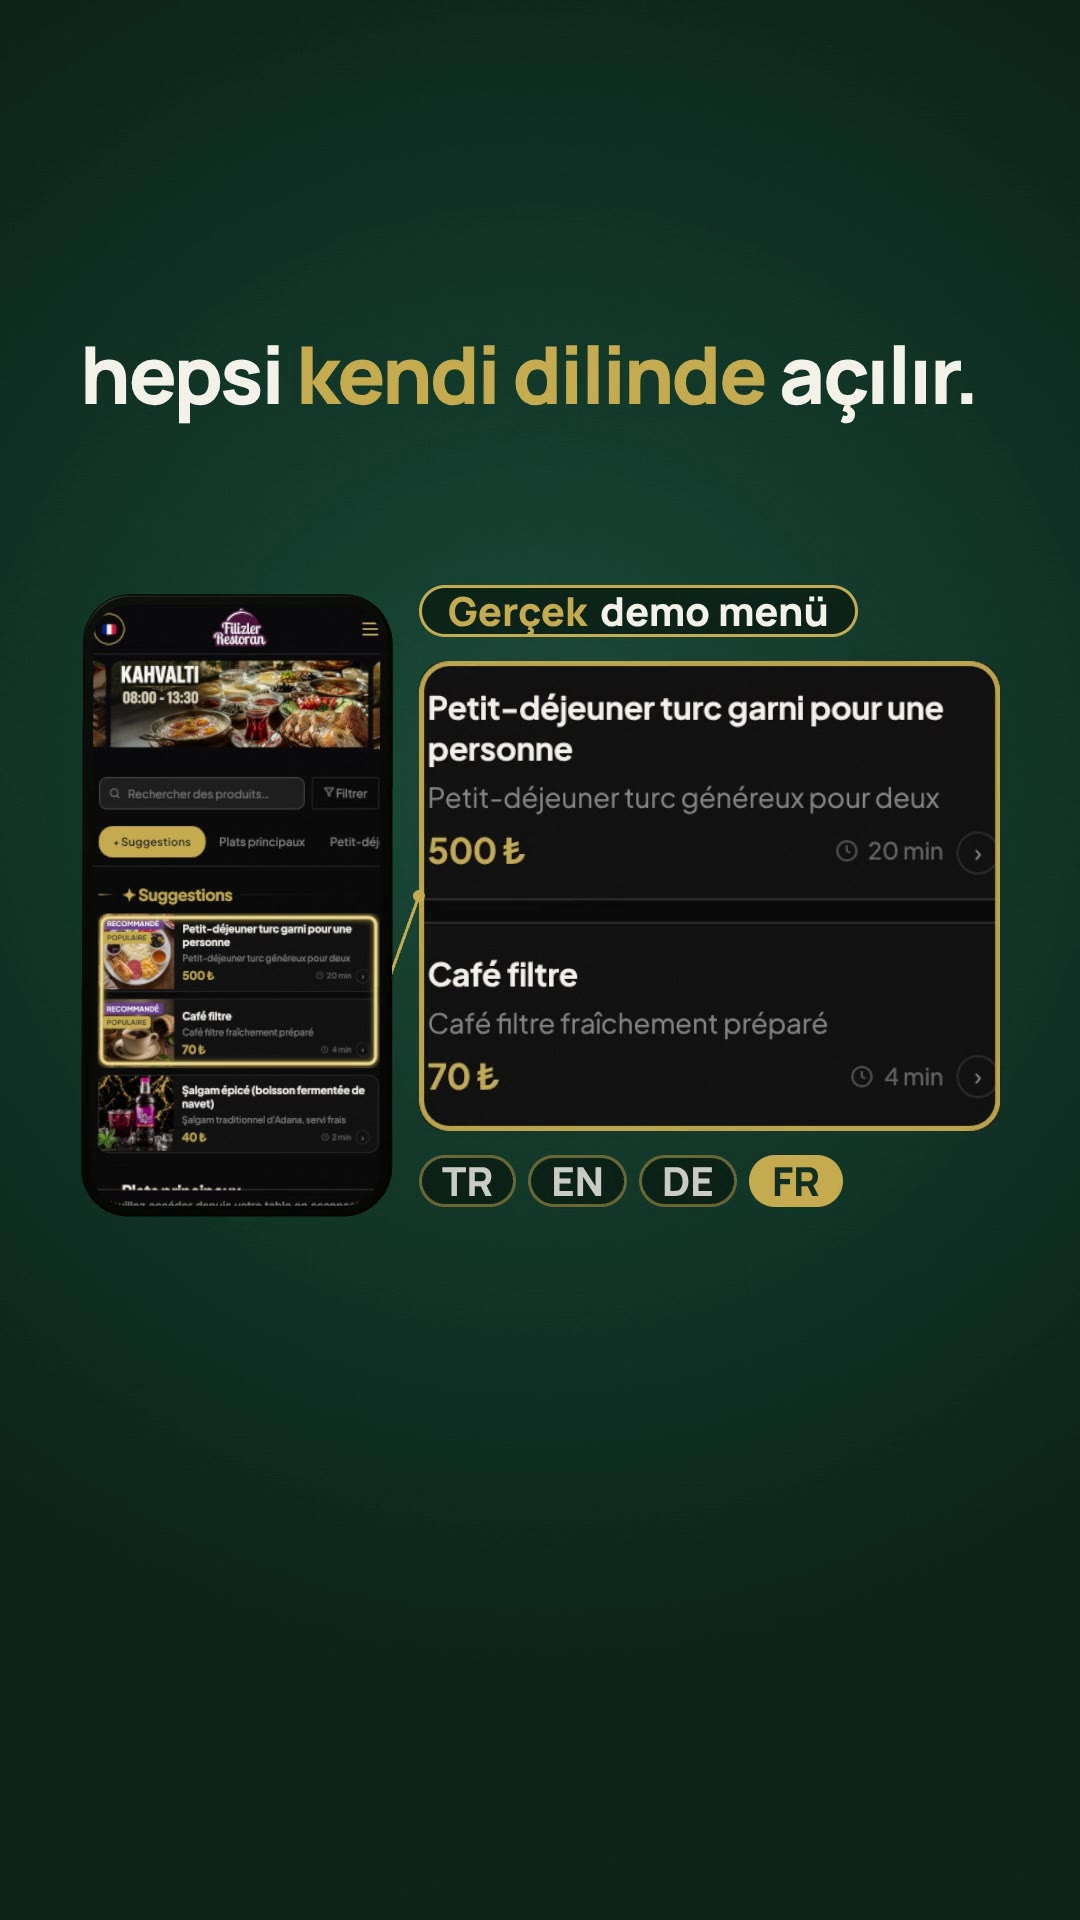 hepsi kendi dilinde açılır.
Filizler
Restoran
KAHVALTI
08:00 - 13:30
Rechercher des produits...
Filtrer
Suggestions
Plats principaux
Petit-déj
Suggestions
RECOMMANDÉ
POPULAIRE
Petit-déjeuner turc garni pour une
personne
Petit-déjeuner turc généreux pour deux
500 ₺
20 min
RECOMMANDÉ
POPULAIRE
Café filtre
Café filtre fraîchement préparé
70 ₺
4 min
Şalgam épicé (boisson fermentée de
navet)
Şalgam traditionnel d'Adana, servi frais
40 ₺
2 min
Plats principaux
Gerçek demo menü
Petit-déjeuner turc garni pour une
personne
Petit-déjeuner turc généreux pour deux
500 ₺
20 min
Café filtre
Café filtre fraîchement préparé
70 ₺
4 min
TR EN DE FR